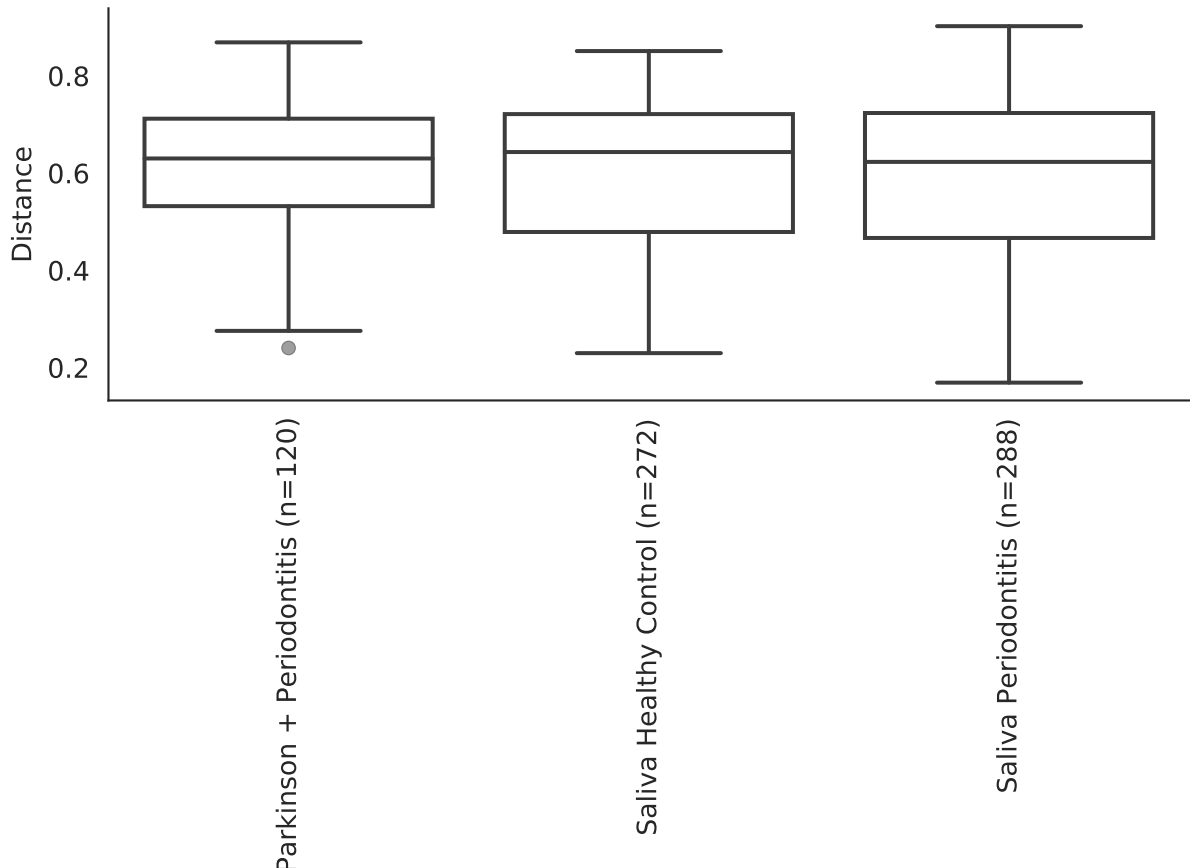 Distance
0.8
0.6
0.4
0.2
Parkinson + Periodontitis (n=120)
Saliva Healthy Control (n=272)
Saliva Periodontitis (n=288)